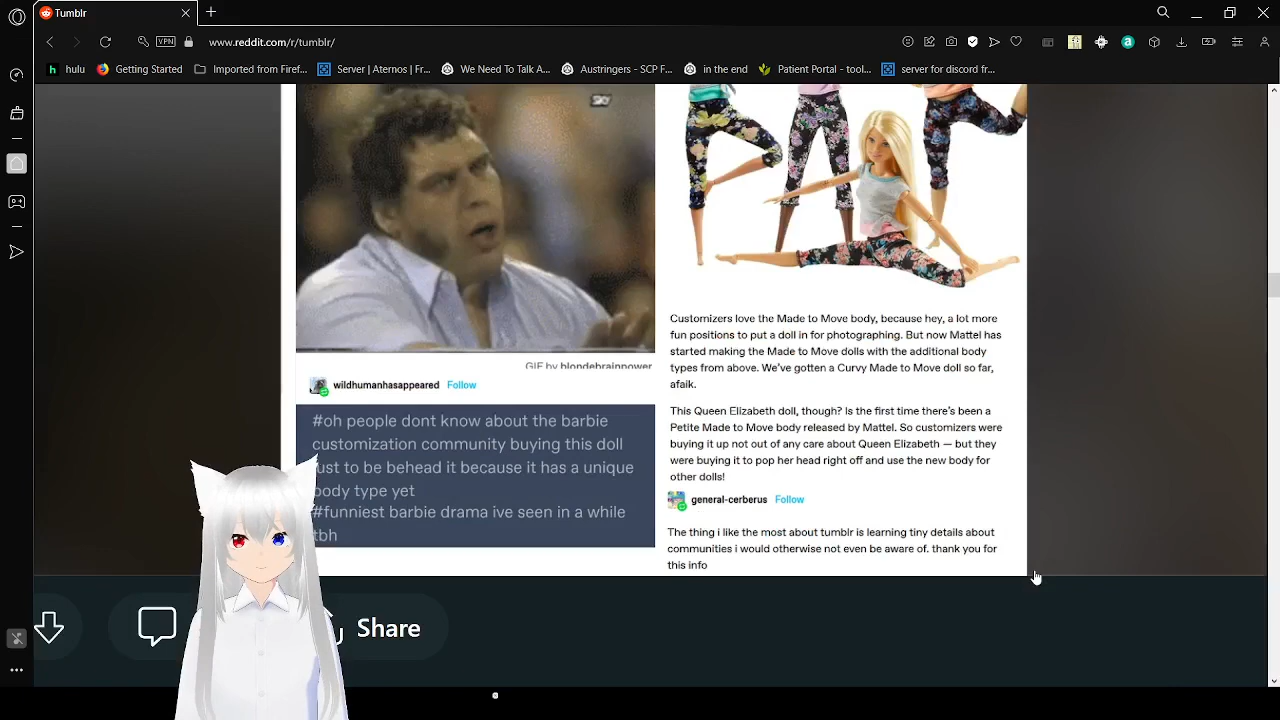 Tumblr
VPN
www.reddit.com/r/tumblr/
hulu
Getting Started
Imported from Firef...
Server | Aternos | Fr...
We Need To Talk A...
Austringers - SCP F...
in the end
Patient Portal - tool...
server for discord fr...
GIF by blondebrainpower
wildhumanhasappeared Follow
#oh people dont know about the barbie
customization community buying this doll
just to be behead it because it has a unique
body type yet
#funniest barbie drama ive seen in a while
tbh
Customizers love the Made to Move body, because hey, a lot more
fun positions to put a doll in for photographing. But now Mattel has
started making the Made to Move dolls with the additional body
types from above. We've gotten a Curvy Made to Move doll so far,
afaik.
This Queen Elizabeth doll, though? Is the first time there's been a
Petite Made to Move body released by Mattel. So customizers were
buying it up not out of any care about Queen Elizabeth — but they
were buying it to pop her head right off and use the new body for
other dolls!
general-cerberus Follow
The thing i like the most about tumblr is learning tiny details about
communities i would otherwise not even be aware of. thank you for
this info
Share